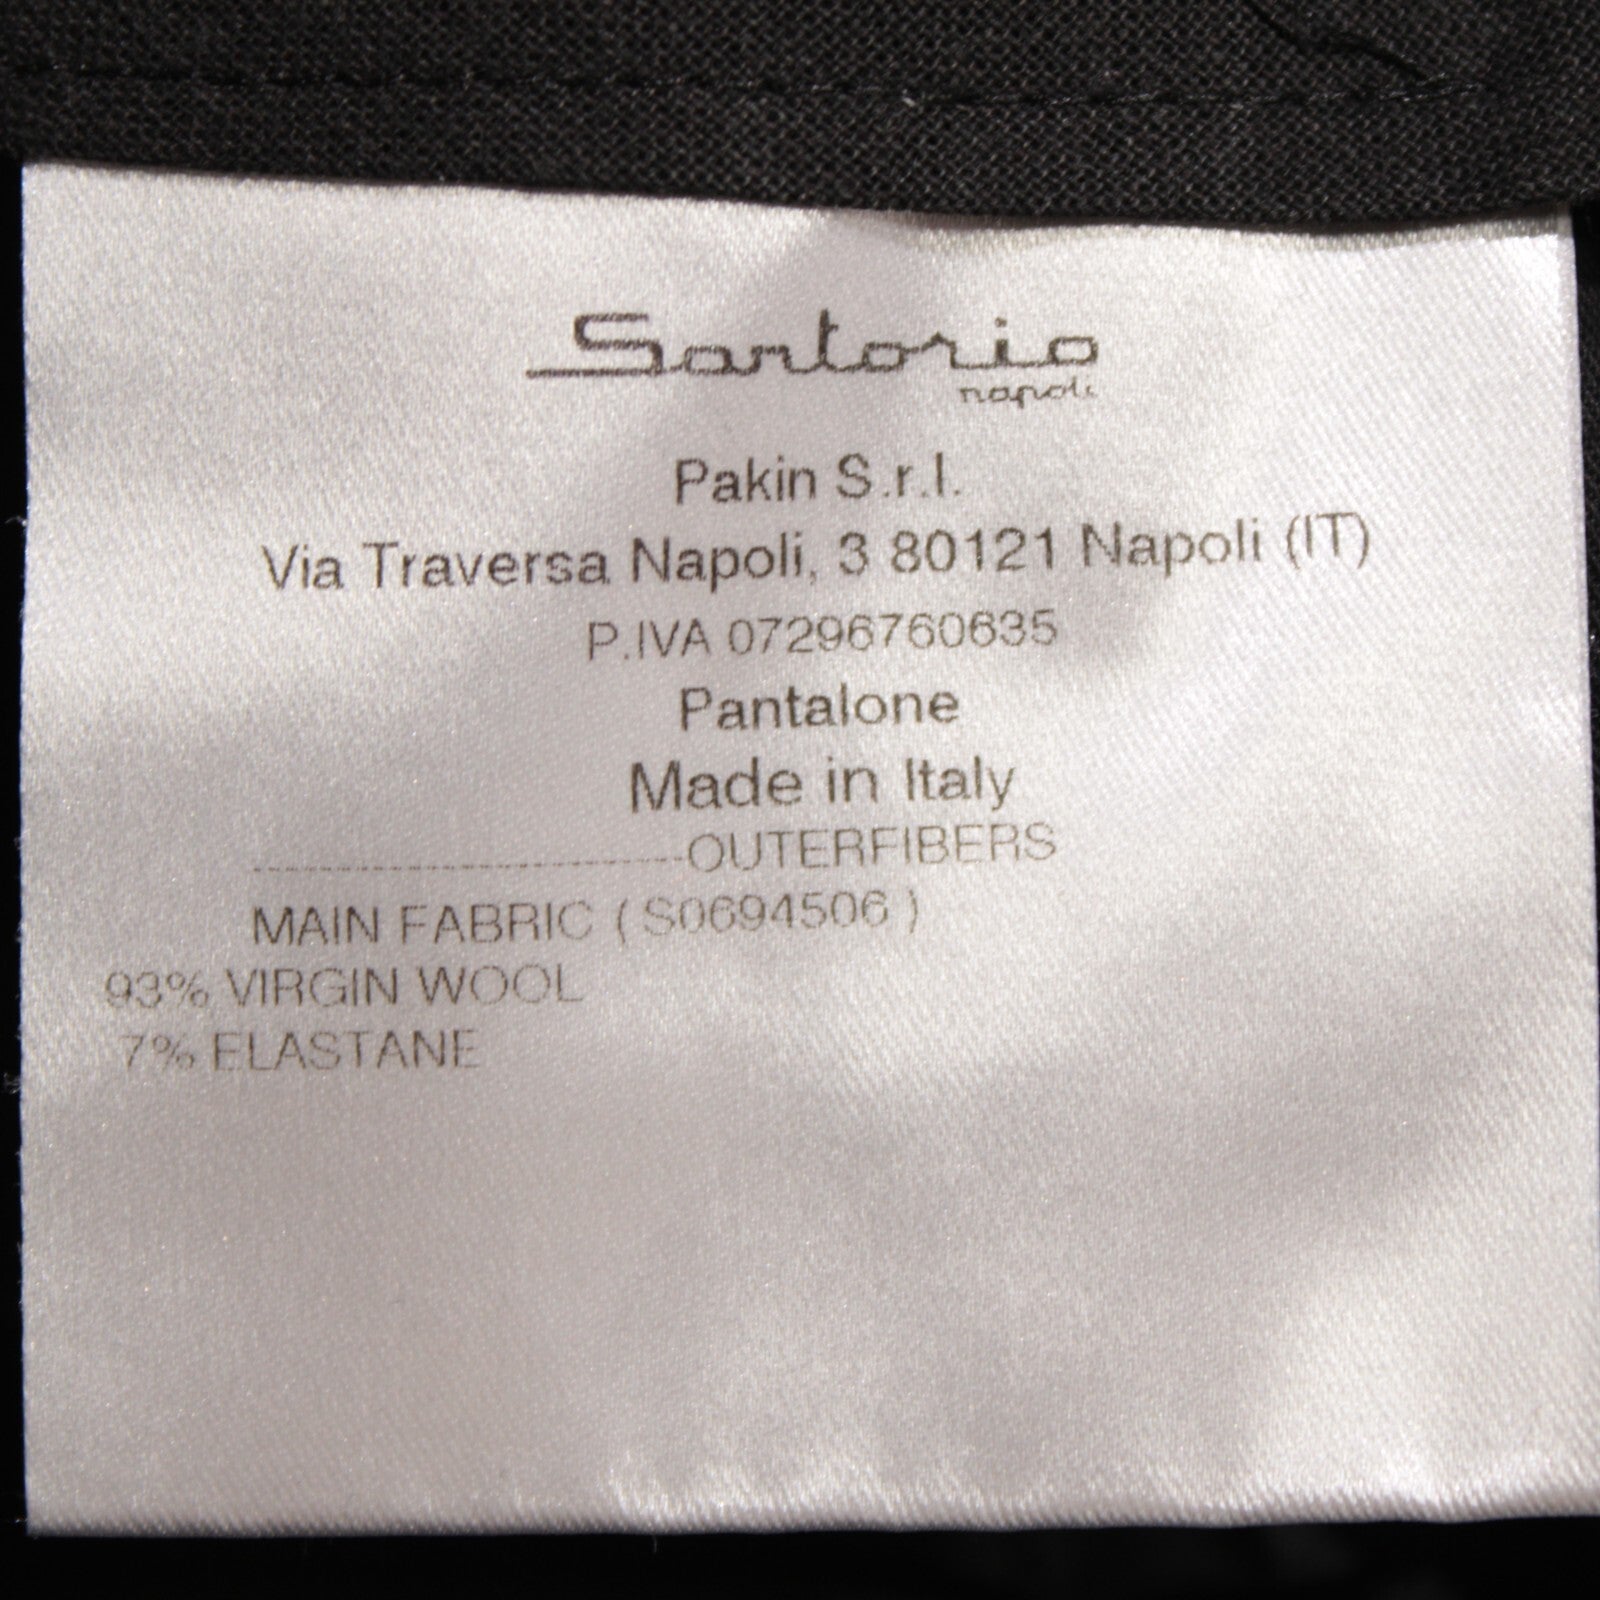 Sartorio
napoli
Pakin S.r.l.
Via Traversa Napoli, 3 80121 Napoli (IT)
P.IVA 07296760635
Pantalone
Made in Italy
--------------------------------OUTERFIBERS
MAIN FABRIC ( S0694506 )
93% VIRGIN WOOL
7% ELASTANE